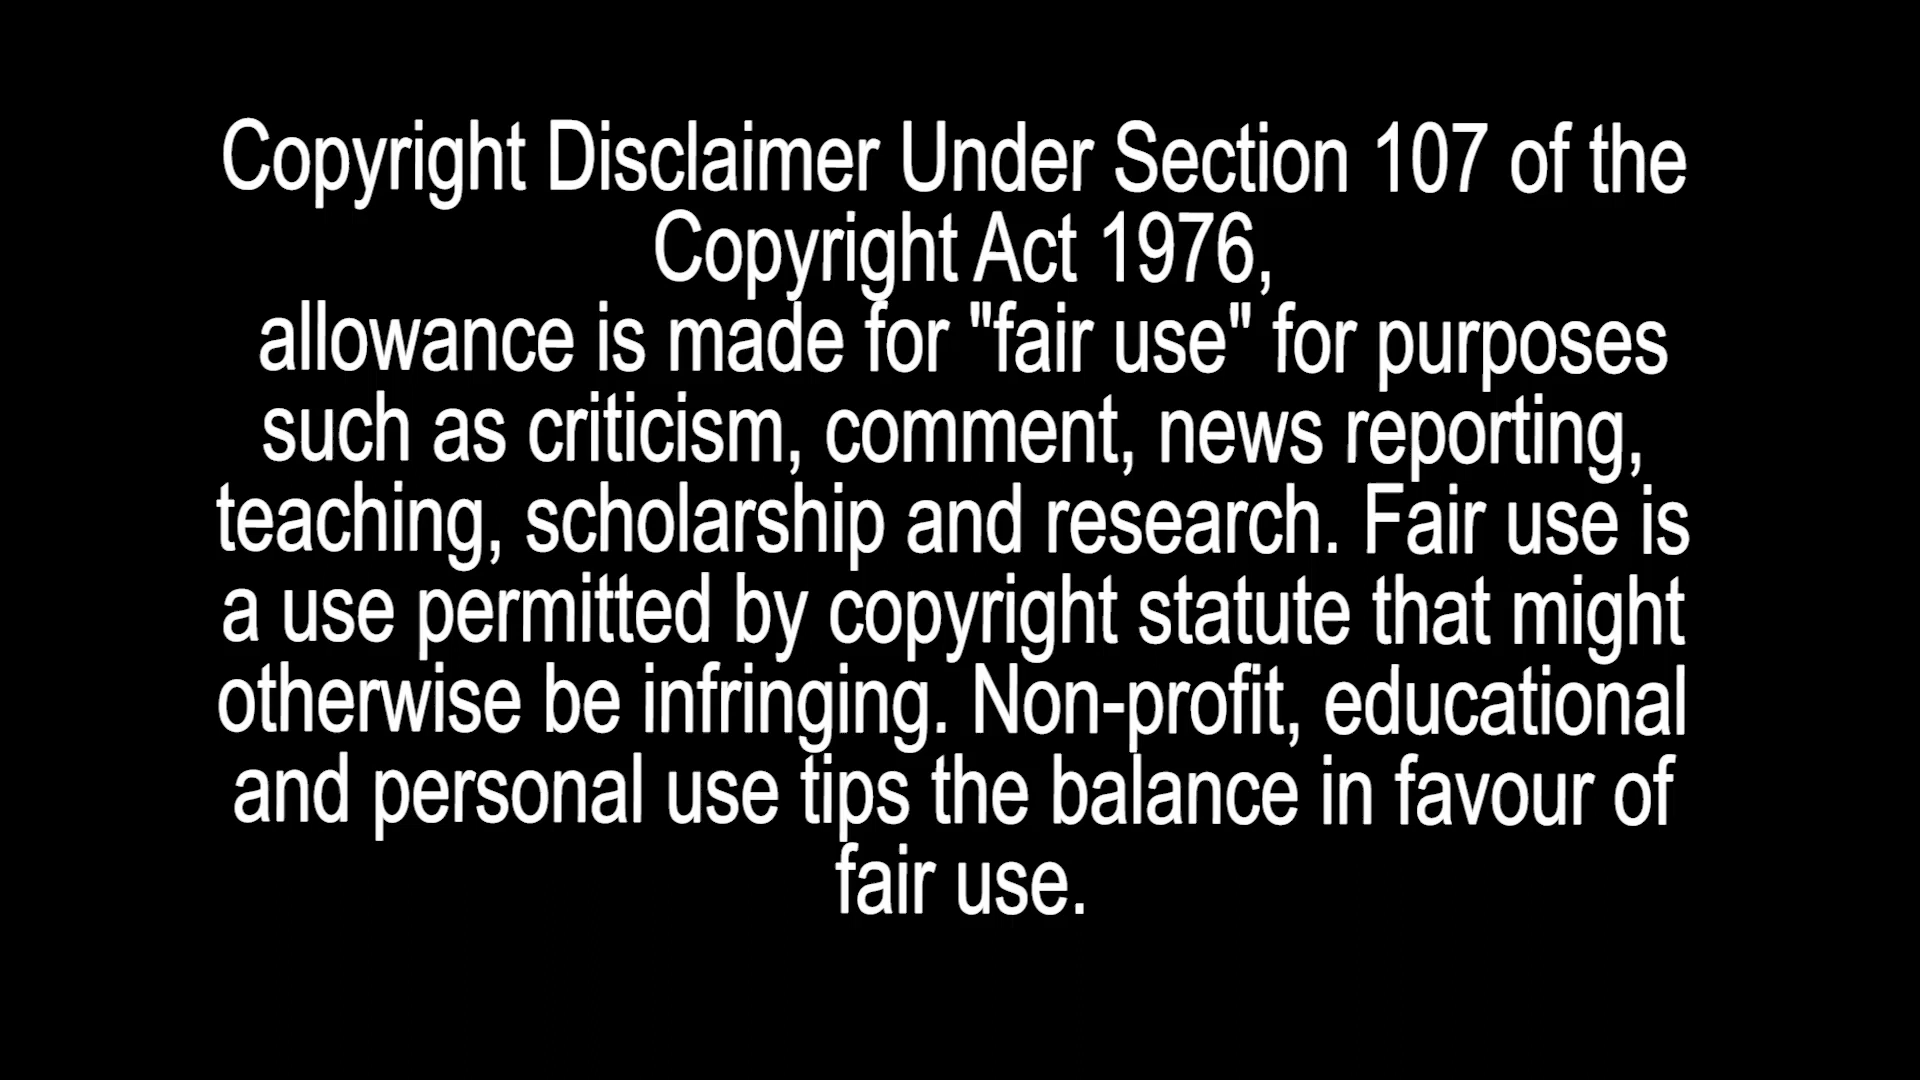 Copyright Disclaimer Under Section 107 of the
Copyright Act 1976,
allowance is made for "fair use" for purposes
such as criticism, comment, news reporting,
teaching, scholarship and research. Fair use is
a use permitted by copyright statute that might
otherwise be infringing. Non-profit, educational
and personal use tips the balance in favour of
fair use.